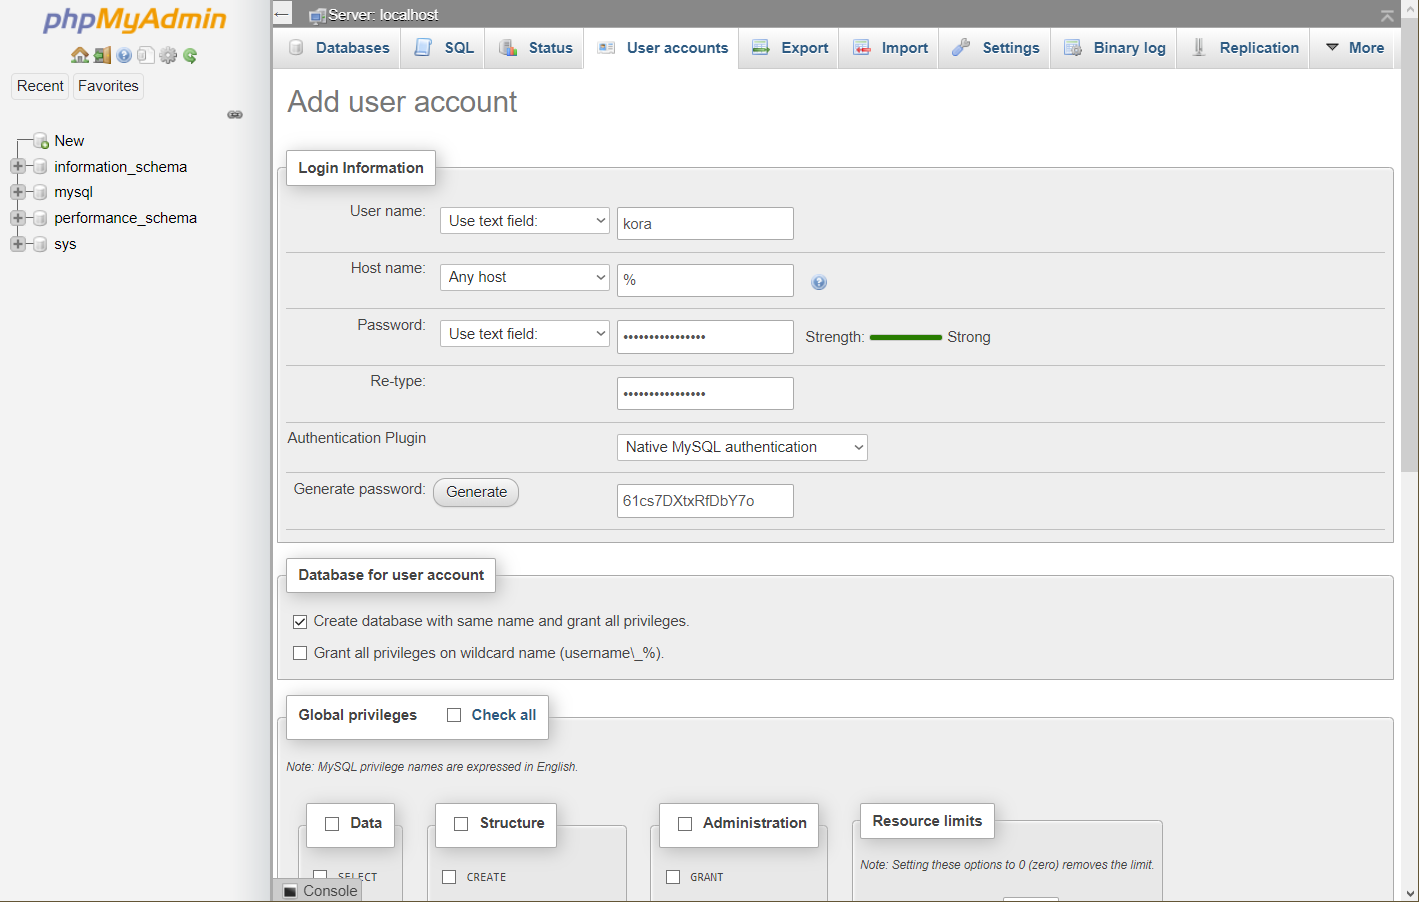 phpMyAdmin
Recent Favorites
New
information_schema
mysql
performance_schema
sys
Server: localhost
Databases SQL Status User accounts Export Import Settings Binary log Replication More
Add user account
Login Information
User name: Use text field: kora
Host name: Any host %
Password: Use text field: •••••••••••••••• Strength: Strong
Re-type: ••••••••••••••••
Authentication Plugin Native MySQL authentication
Generate password: Generate 61cs7DXtxRfDbY7o
Database for user account
Create database with same name and grant all privileges.
Grant all privileges on wildcard name (username\_%).
Global privileges Check all
Note: MySQL privilege names are expressed in English.
Data Structure Administration Resource limits
Note: Setting these options to 0 (zero) removes the limit.
SELECT CREATE GRANT
Console